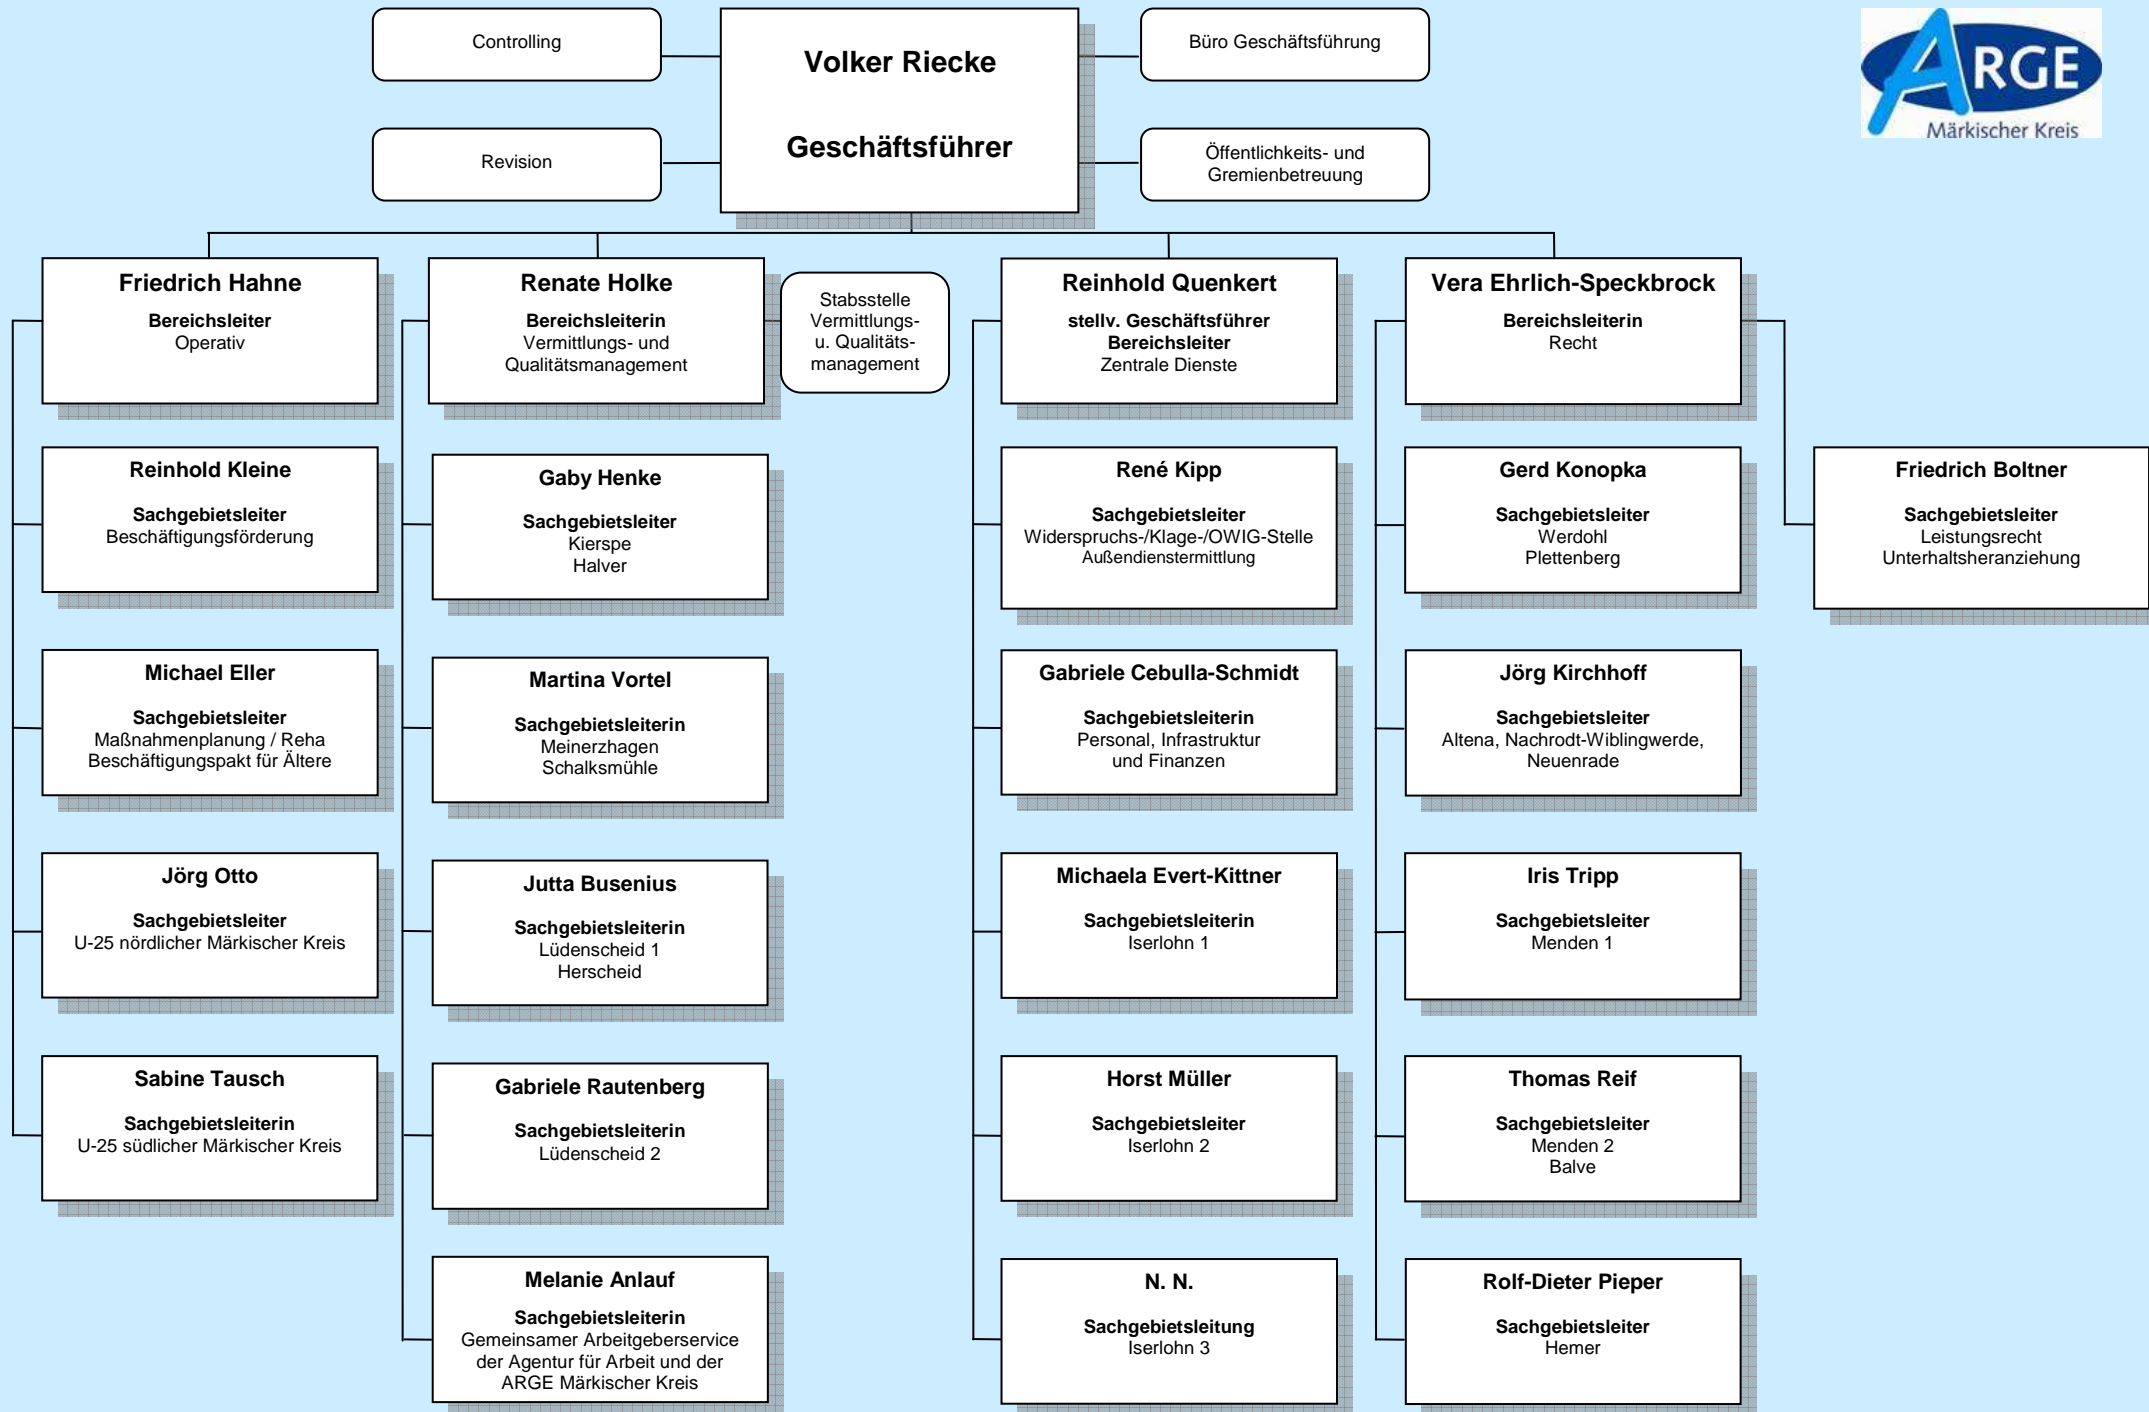 Controlling
Volker Riecke
Geschäftsführer
Büro Geschäftsführung
Revision
Öffentlichkeits- und
Gremienbetreuung
ARGE
Märkischer Kreis
Friedrich Hahne
Bereichsleiter
Operativ
Renate Holke
Bereichsleiterin
Vermittlungs- und
Qualitätsmanagement
Stabsstelle
Vermittlungs-
u. Qualitäts-
management
Reinhold Quenkert
stellv. Geschäftsführer
Bereichsleiter
Zentrale Dienste
Vera Ehrlich-Speckbrock
Bereichsleiterin
Recht
Reinhold Kleine
Sachgebietsleiter
Beschäftigungsförderung
Gaby Henke
Sachgebietsleiter
Kierspe
Halver
René Kipp
Sachgebietsleiter
Widerspruchs-/Klage-/OWIG-Stelle
Außendienstermittlung
Gerd Konopka
Sachgebietsleiter
Werdohl
Plettenberg
Friedrich Boltner
Sachgebietsleiter
Leistungsrecht
Unterhaltsheranziehung
Michael Eller
Sachgebietsleiter
Maßnahmenplanung / Reha
Beschäftigungspakt für Ältere
Martina Vortel
Sachgebietsleiterin
Meinerzhagen
Schalksmühle
Gabriele Cebulla-Schmidt
Sachgebietsleiterin
Personal, Infrastruktur
und Finanzen
Jörg Kirchhoff
Sachgebietsleiter
Altena, Nachrodt-Wiblingwerde,
Neuenrade
Jörg Otto
Sachgebietsleiter
U-25 nördlicher Märkischer Kreis
Jutta Busenius
Sachgebietsleiterin
Lüdenscheid 1
Herscheid
Michaela Evert-Kittner
Sachgebietsleiterin
Iserlohn 1
Iris Tripp
Sachgebietsleiter
Menden 1
Sabine Tausch
Sachgebietsleiterin
U-25 südlicher Märkischer Kreis
Gabriele Rautenberg
Sachgebietsleiterin
Lüdenscheid 2
Horst Müller
Sachgebietsleiter
Iserlohn 2
Thomas Reif
Sachgebietsleiter
Menden 2
Balve
Melanie Anlauf
Sachgebietsleiterin
Gemeinsamer Arbeitgeberservice
der Agentur für Arbeit und der
ARGE Märkischer Kreis
N. N.
Sachgebietsleitung
Iserlohn 3
Rolf-Dieter Pieper
Sachgebietsleiter
Hemer